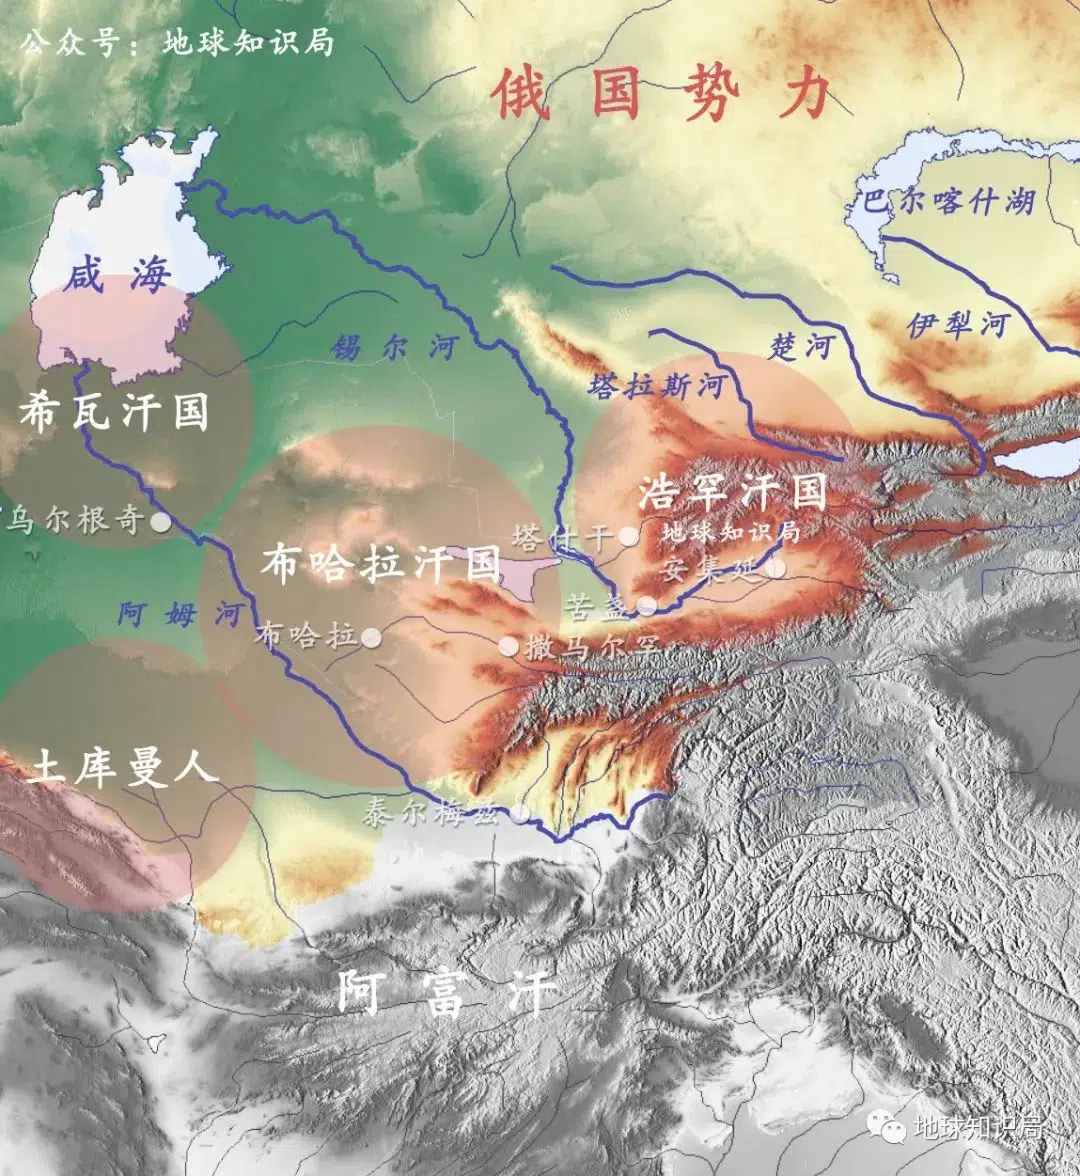 公众号：地球知识局
俄国势力
巴尔喀什湖
咸海
伊犁河
锡尔河
楚河
塔拉斯河
希瓦汗国
浩罕汗国
乌尔根奇
塔什干
地球知识局
布哈拉汗国
安集延
阿姆河
苦盏
布哈拉
撒马尔罕
土库曼人
泰尔梅兹
阿富汗
地球知识局